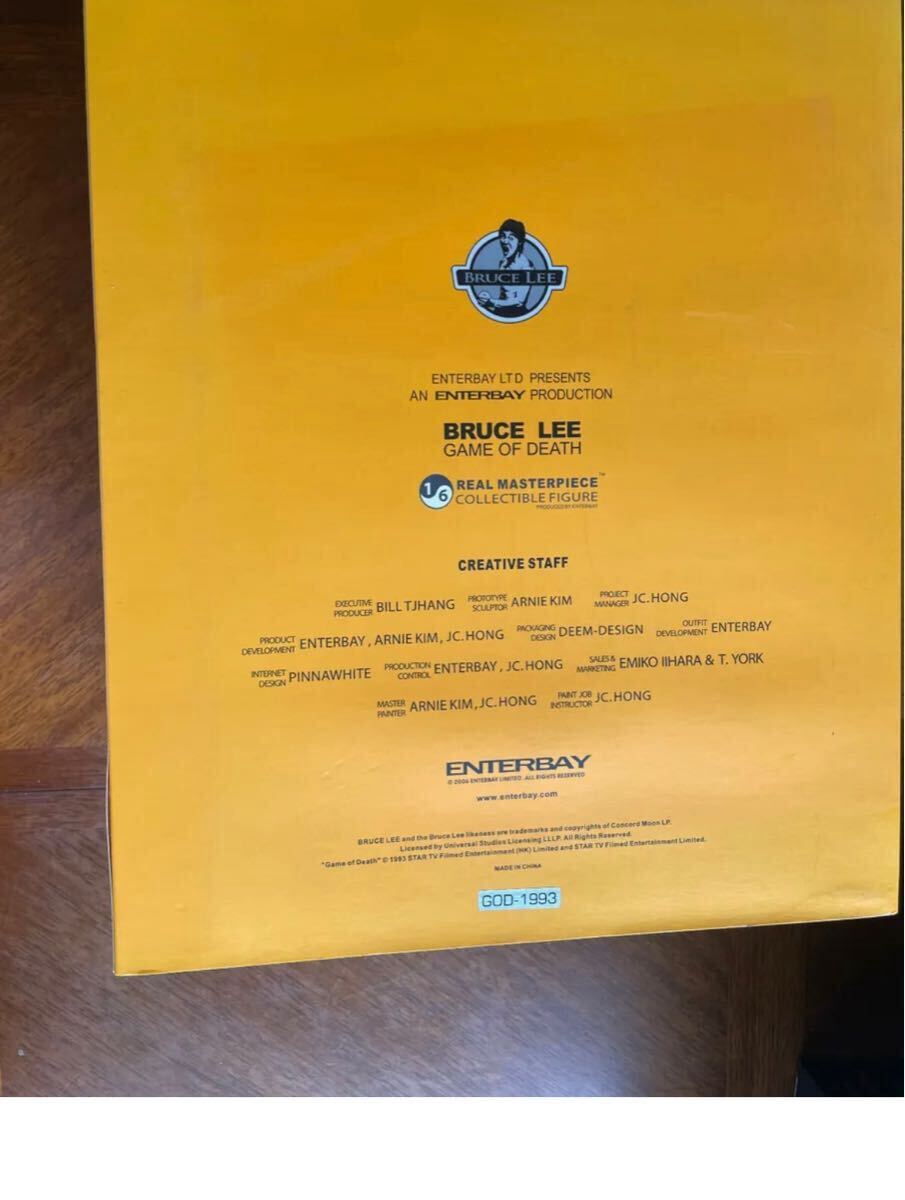 BRUCE LEE
ENTERBAY LTD PRESENTS
AN ENTERBAY PRODUCTION
BRUCE LEE
GAME OF DEATH
1/6 REAL MASTERPIECE™
COLLECTIBLE FIGURE
PRODUCED BY ENTERBAY
CREATIVE STAFF
EXECUTIVE PRODUCER BILL TJHANG PROTOTYPE SCULPTOR ARNIE KIM PROJECT MANAGER JC.HONG
PRODUCT DEVELOPMENT ENTERBAY, ARNIE KIM, JC.HONG PACKAGING DESIGN DEEM-DESIGN OUTFIT DEVELOPMENT ENTERBAY
INTERNET DESIGN PINNAWHITE PRODUCTION CONTROL ENTERBAY, JC.HONG SALES & MARKETING EMIKO IIHARA & T. YORK
MASTER PAINTER ARNIE KIM, JC.HONG PAINT JOB INSTRUCTOR JC.HONG
ENTERBAY
© 2006 ENTERBAY LIMITED. ALL RIGHTS RESERVED
www.enterbay.com
BRUCE LEE and the Bruce Lee likeness are trademarks and copyrights of Concord Moon LP.
Licensed by Universal Studios Licensing LLLP. All Rights Reserved.
"Game of Death" © 1993 STAR TV Filmed Entertainment (HK) Limited and STAR TV Filmed Entertainment Limited.
MADE IN CHINA
GOD-1993